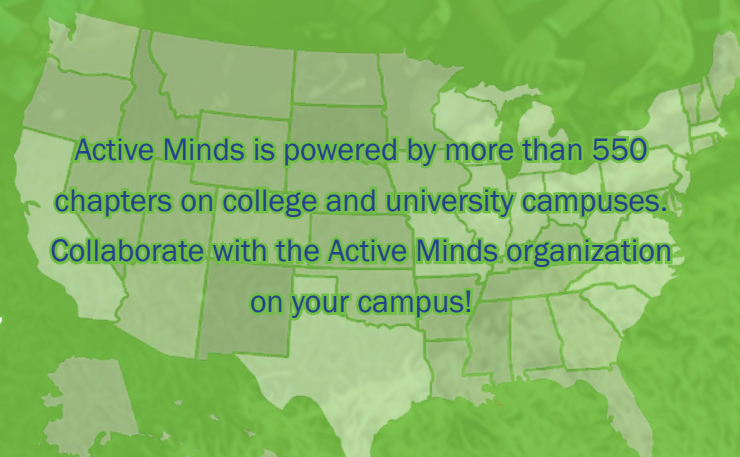 Active Minds is powered by more than 550
chapters on college and university campuses.
Collaborate with the Active Minds organization
on your campus!